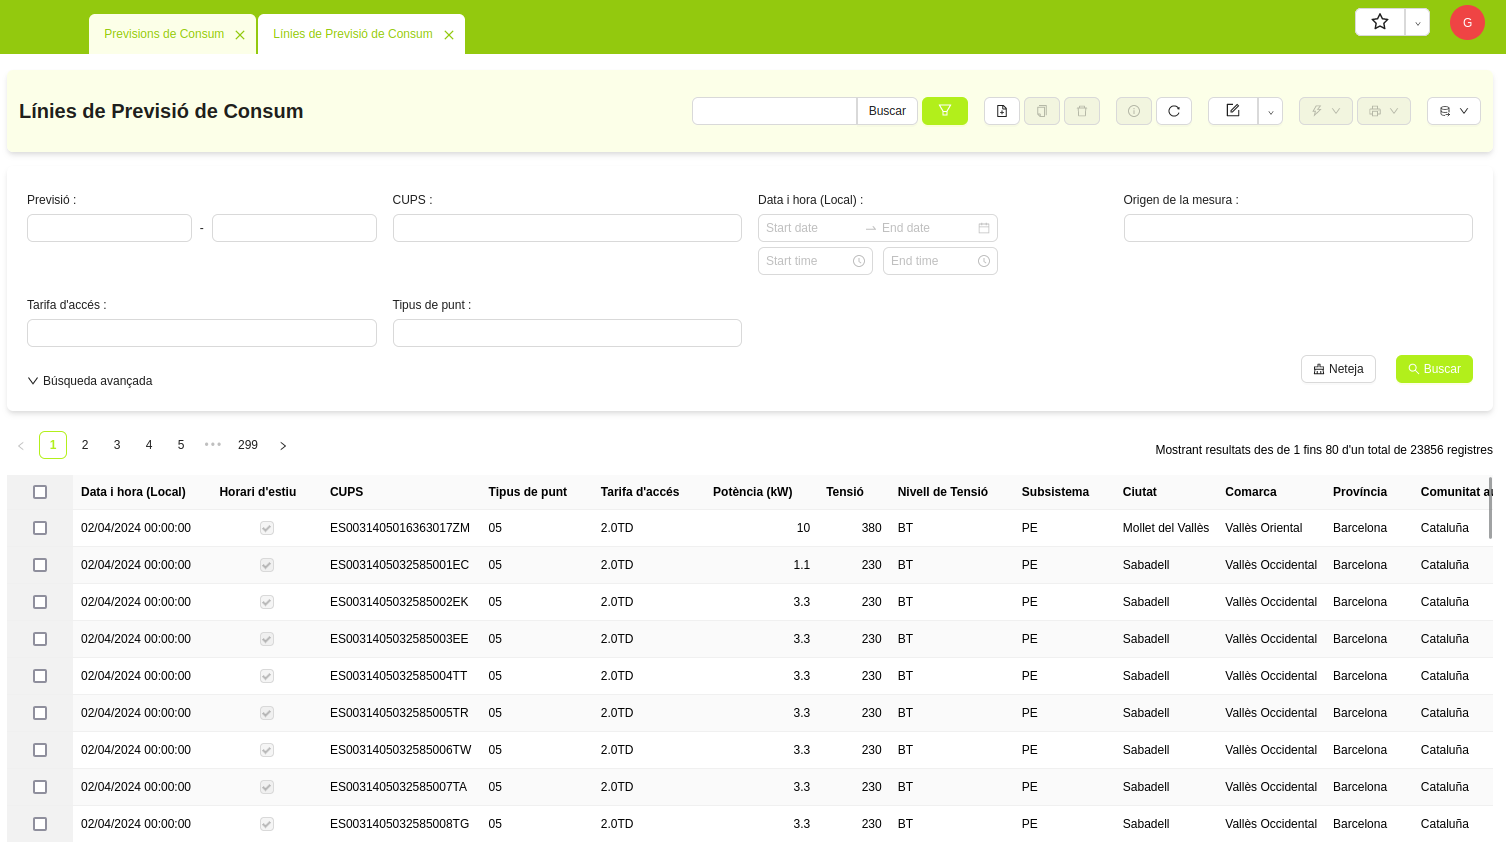 Previsions de Consum
Línies de Previsió de Consum
G
Línies de Previsió de Consum
Buscar
Previsió :
CUPS :
Data i hora (Local) :
Origen de la mesura :
-
Start date
End date
Start time
End time
Tarifa d'accés :
Tipus de punt :
Búsqueda avançada
Neteja
Buscar
1 2 3 4 5 ••• 299
Mostrant resultats des de 1 fins 80 d'un total de 23856 registres
Data i hora (Local) Horari d'estiu CUPS Tipus de punt Tarifa d'accés Potència (kW) Tensió Nivell de Tensió Subsistema Ciutat Comarca Província Comunitat au
02/04/2024 00:00:00 ES0031405016363017ZM 05 2.0TD 10 380 BT PE Mollet del Vallès Vallès Oriental Barcelona Cataluña
02/04/2024 00:00:00 ES0031405032585001EC 05 2.0TD 1.1 230 BT PE Sabadell Vallès Occidental Barcelona Cataluña
02/04/2024 00:00:00 ES0031405032585002EK 05 2.0TD 3.3 230 BT PE Sabadell Vallès Occidental Barcelona Cataluña
02/04/2024 00:00:00 ES0031405032585003EE 05 2.0TD 3.3 230 BT PE Sabadell Vallès Occidental Barcelona Cataluña
02/04/2024 00:00:00 ES0031405032585004TT 05 2.0TD 3.3 230 BT PE Sabadell Vallès Occidental Barcelona Cataluña
02/04/2024 00:00:00 ES0031405032585005TR 05 2.0TD 3.3 230 BT PE Sabadell Vallès Occidental Barcelona Cataluña
02/04/2024 00:00:00 ES0031405032585006TW 05 2.0TD 3.3 230 BT PE Sabadell Vallès Occidental Barcelona Cataluña
02/04/2024 00:00:00 ES0031405032585007TA 05 2.0TD 3.3 230 BT PE Sabadell Vallès Occidental Barcelona Cataluña
02/04/2024 00:00:00 ES0031405032585008TG 05 2.0TD 3.3 230 BT PE Sabadell Vallès Occidental Barcelona Cataluña